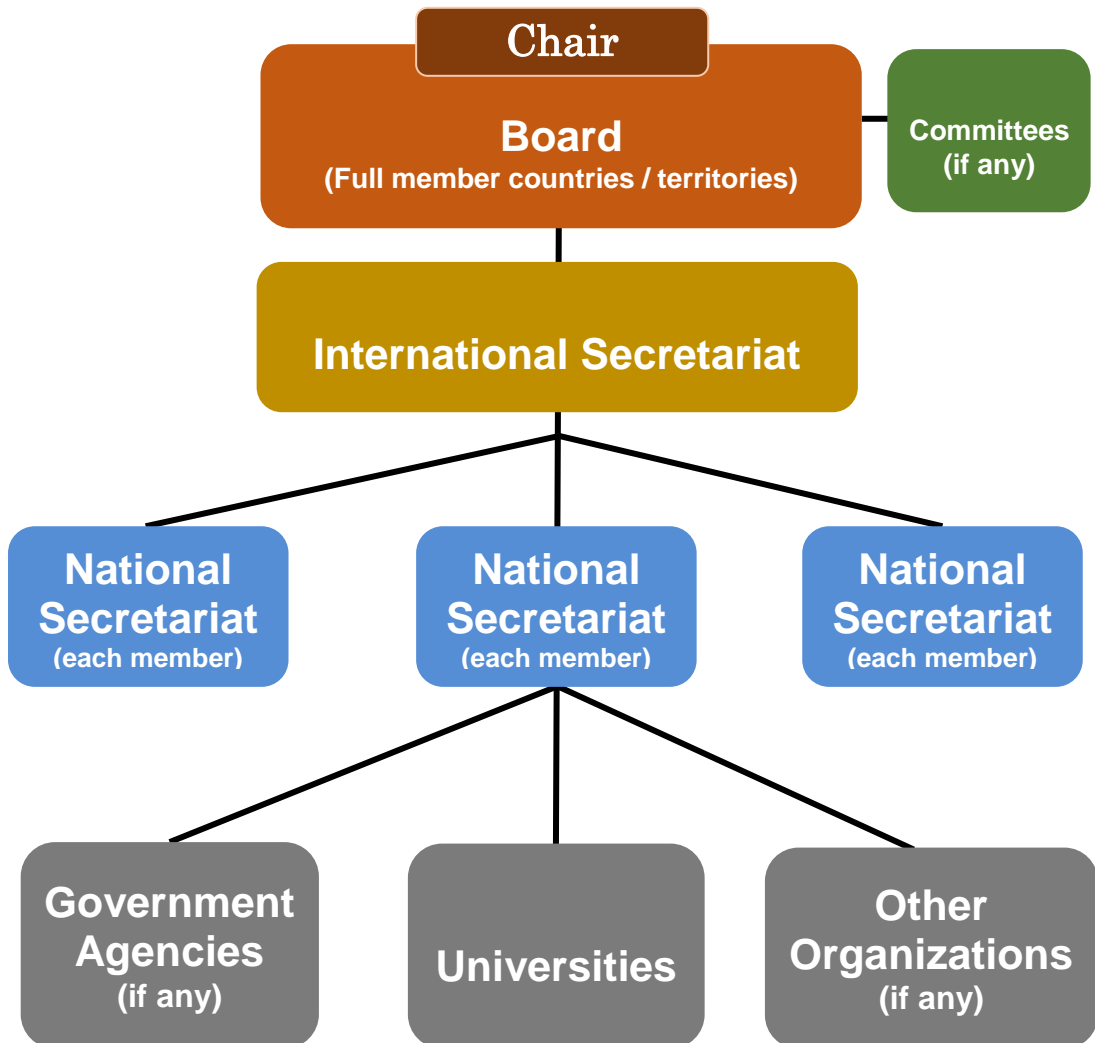 Chair
Board
(Full member countries / territories)
Committees
(if any)
International Secretariat
National
Secretariat
(each member)
National
Secretariat
(each member)
National
Secretariat
(each member)
Government
Agencies
(if any)
Universities
Other
Organizations
(if any)